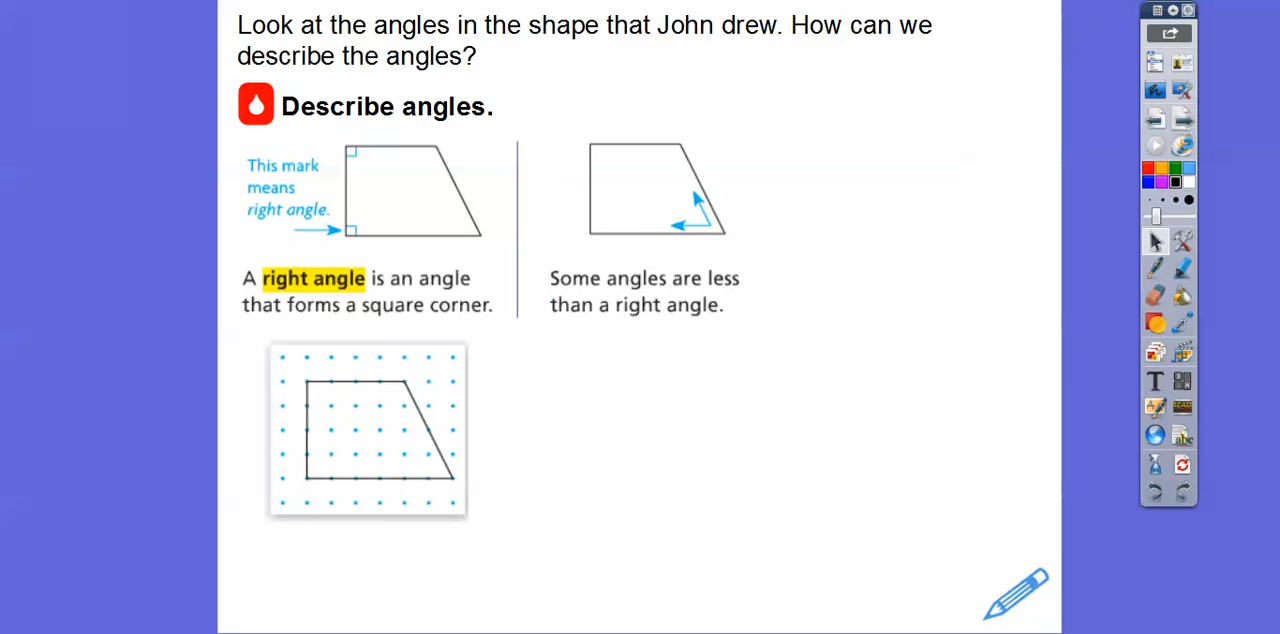 Look at the angles in the shape that John drew. How can we
describe the angles?
Describe angles.
This mark
means
right angle.
A right angle is an angle
that forms a square corner.
Some angles are less
than a right angle.